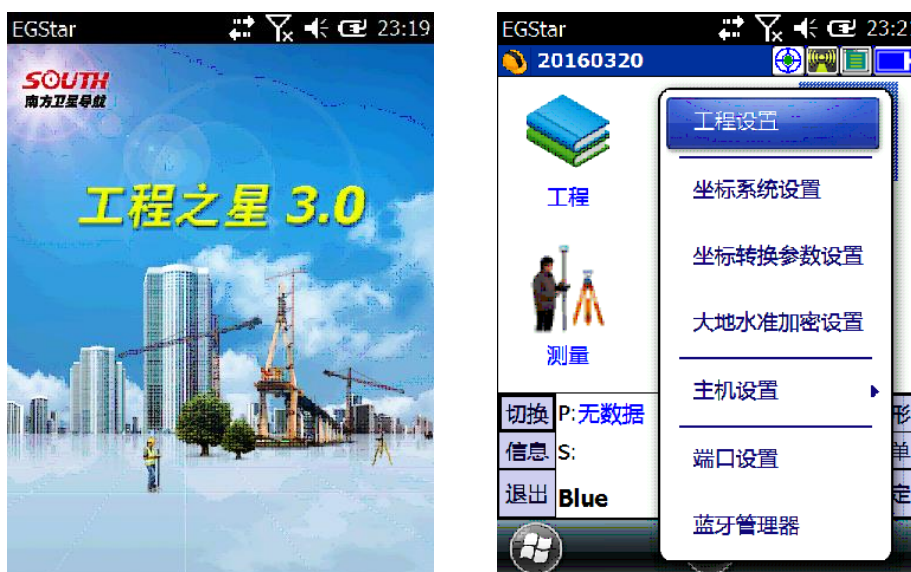 EGStar
23:19
SOUTH
南方卫星导航
工程之星 3.0
EGStar
23:2
20160320
工程
测量
切换 P:无数据
信息 S:
退出 Blue
工程设置
坐标系统设置
坐标转换参数设置
大地水准加密设置
主机设置
端口设置
蓝牙管理器
形
单
定